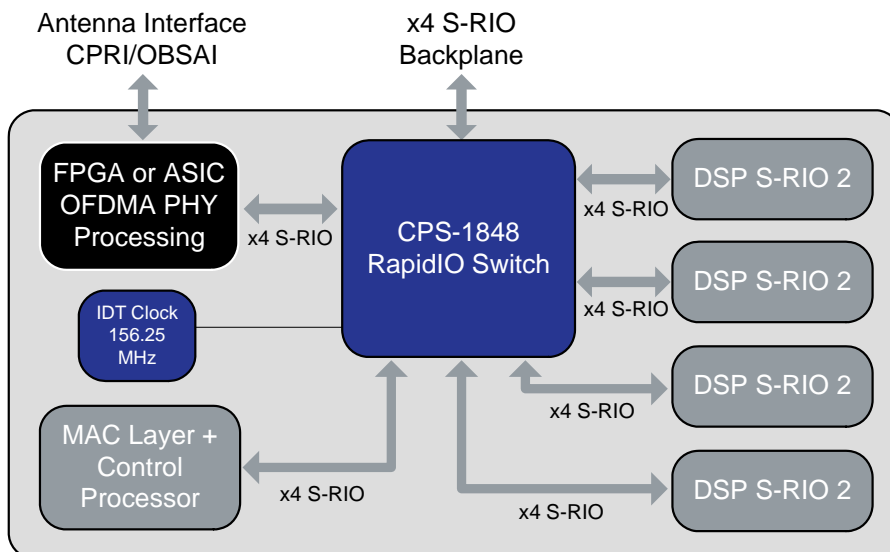 Antenna Interface
CPRI/OBSAI
x4 S-RIO
Backplane
FPGA or ASIC
OFDMA PHY
Processing
x4 S-RIO
CPS-1848
RapidIO Switch
x4 S-RIO
DSP S-RIO 2
x4 S-RIO
DSP S-RIO 2
IDT Clock
156.25
MHz
x4 S-RIO
DSP S-RIO 2
MAC Layer +
Control
Processor
x4 S-RIO
x4 S-RIO
DSP S-RIO 2